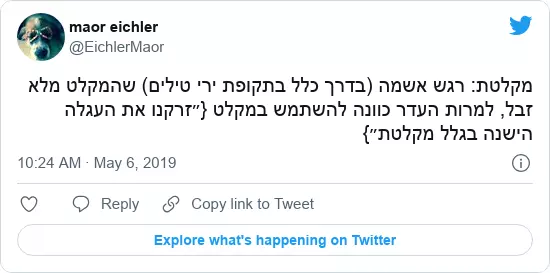 maor eichler
@EichlerMaor
מקלטת: רגש אשמה (בדרך כלל בתקופת ירי טילים) שהמקלט מלא
זבל, למרות העדר כוונה להשתמש במקלט {״זרקנו את העגלה
הישנה בגלל מקלטת״}
10:24 AM · May 6, 2019
Reply
Copy link to Tweet
Explore what's happening on Twitter